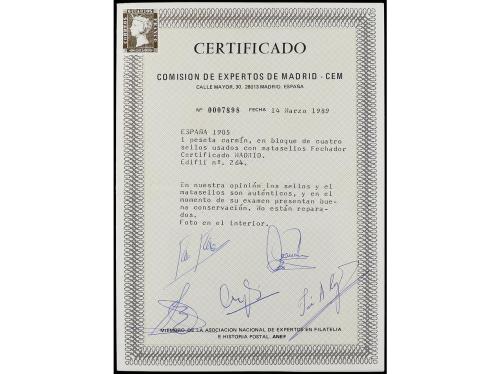 CERTIFICADO
COMISION DE EXPERTOS DE MADRID - CEM
CALLE MAYOR, 30. 28013 MADRID. ESPAÑA
Nº 0007898 FECHA 14 Marzo 1989
ESPAÑA 1905
1 peseta carmín, en bloque de cuatro
sellos usados con matasellos Fechador
Certificado MADRID.
Edifil nº. 264.
En nuestra opinión los sellos y el
matasellos son auténticos, y en el
momento de su examen presentan bue-
na conservación, no están repara-
dos.
Foto en el interior.
MIEMBRO DE LA ASOCIACION NACIONAL DE EXPERTOS EN FILATELIA
E HISTORIA POSTAL. ANEF